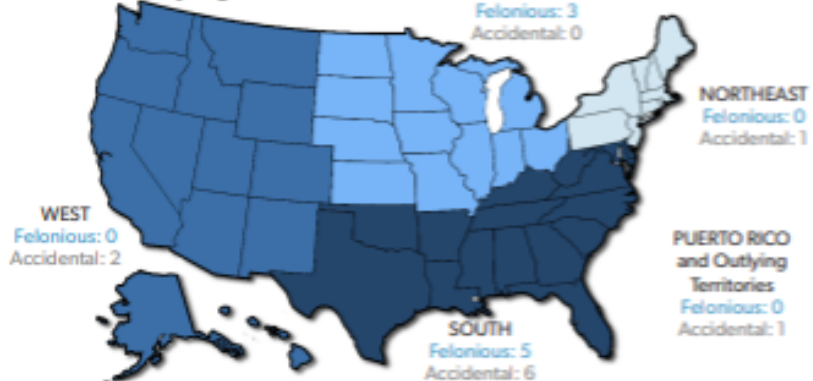 Felonious: 3
Accidental: 0
NORTHEAST
Felonious: 0
Accidental: 1
WEST
Felonious: 0
Accidental: 2
PUERTO RICO
and Outlying
Territories
Felonious: 0
Accidental: 1
SOUTH
Felonious: 5
Accidental: 6